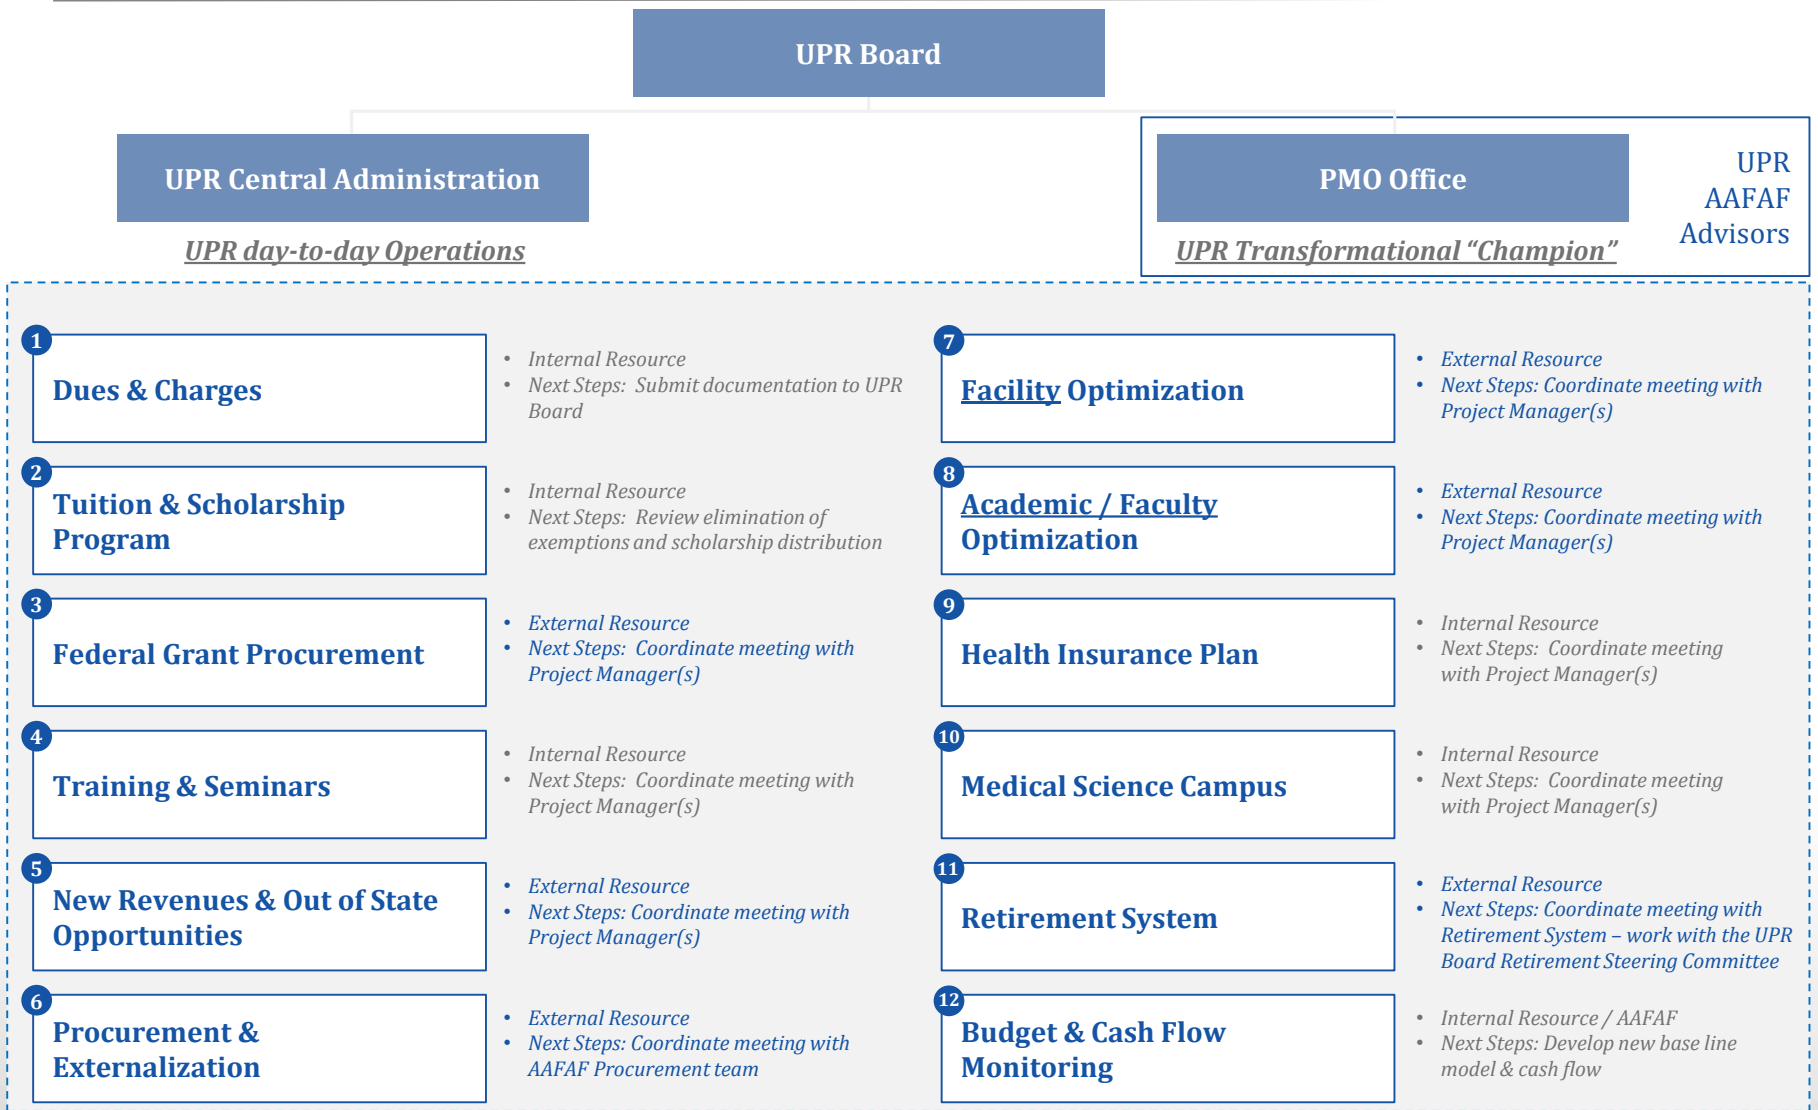 UPR Board
UPR Central Administration
UPR day-to-day Operations
PMO Office
UPR Transformational “Champion”
UPR
AAFAF
Advisors
1
Dues & Charges
• Internal Resource
• Next Steps: Submit documentation to UPR
Board
2
Tuition & Scholarship
Program
• Internal Resource
• Next Steps: Review elimination of
exemptions and scholarship distribution
3
Federal Grant Procurement
• External Resource
• Next Steps: Coordinate meeting with
Project Manager(s)
4
Training & Seminars
• Internal Resource
• Next Steps: Coordinate meeting with
Project Manager(s)
5
New Revenues & Out of State
Opportunities
• External Resource
• Next Steps: Coordinate meeting with
Project Manager(s)
6
Procurement &
Externalization
• External Resource
• Next Steps: Coordinate meeting with
AAFAF Procurement team
7
Facility Optimization
• External Resource
• Next Steps: Coordinate meeting with
Project Manager(s)
8
Academic / Faculty
Optimization
• External Resource
• Next Steps: Coordinate meeting with
Project Manager(s)
9
Health Insurance Plan
• Internal Resource
• Next Steps: Coordinate meeting
with Project Manager(s)
10
Medical Science Campus
• Internal Resource
• Next Steps: Coordinate meeting
with Project Manager(s)
11
Retirement System
• External Resource
• Next Steps: Coordinate meeting with
Retirement System – work with the UPR
Board Retirement Steering Committee
12
Budget & Cash Flow
Monitoring
• Internal Resource / AAFAF
• Next Steps: Develop new base line
model & cash flow